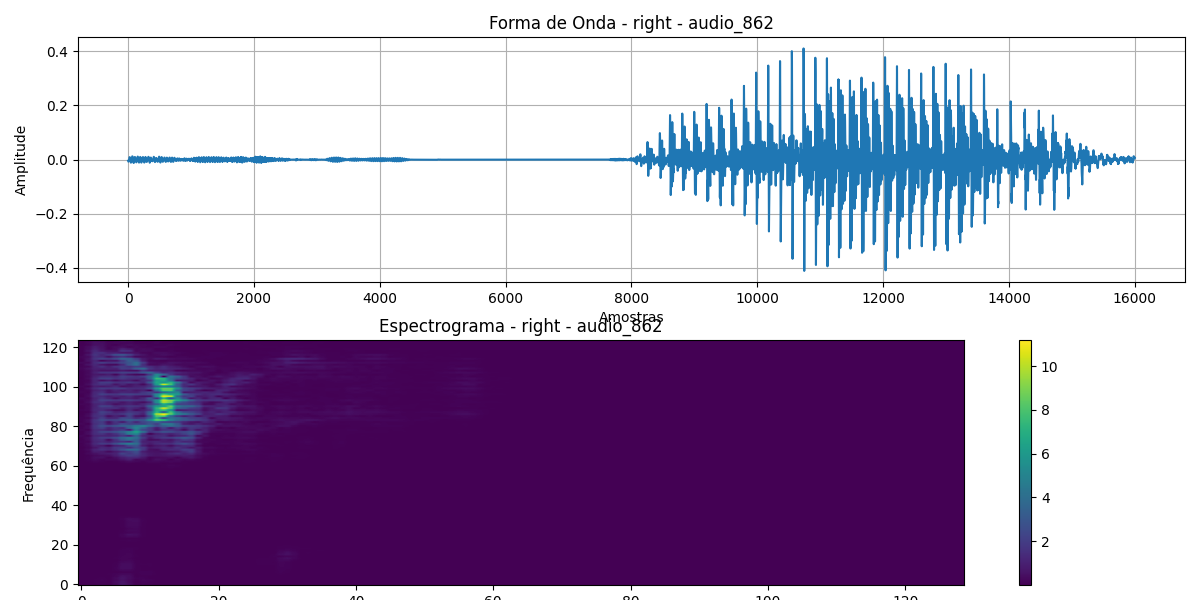 Forma de Onda - right - audio_862
0.4
0.2
0.0
−0.2
−0.4
Amplitude
0 2000 4000 6000 8000 10000 12000 14000 16000
Amostras
Espectrograma - right - audio_862
120
100
80
60
40
20
0
Frequência
0 20 40 60 80 100 120
10
8
6
4
2